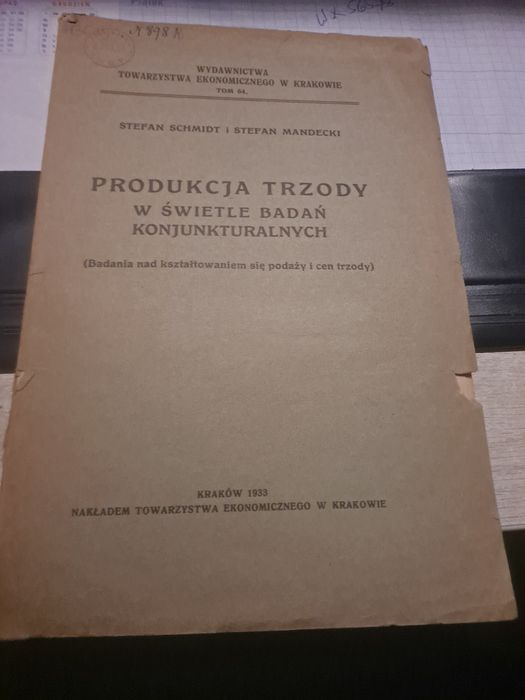 N 898 A
WYDAWNICTWA
TOWARZYSTWA EKONOMICZNEGO W KRAKOWIE
TOM 64.
STEFAN SCHMIDT i STEFAN MANDECKI
PRODUKCJA TRZODY
W ŚWIETLE BADAŃ
KONJUNKTURALNYCH
(Badania nad kształtowaniem się podaży i cen trzody)
KRAKÓW 1933
NAKŁADEM TOWARZYSTWA EKONOMICZNEGO W KRAKOWIE